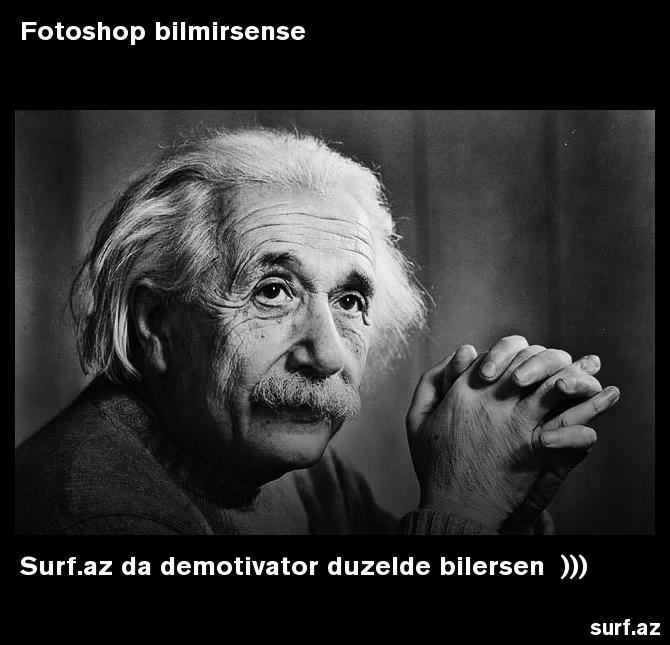 Fotoshop bilmirsense
Surf.az da demotivator duzelde bilersen )))
surf.az